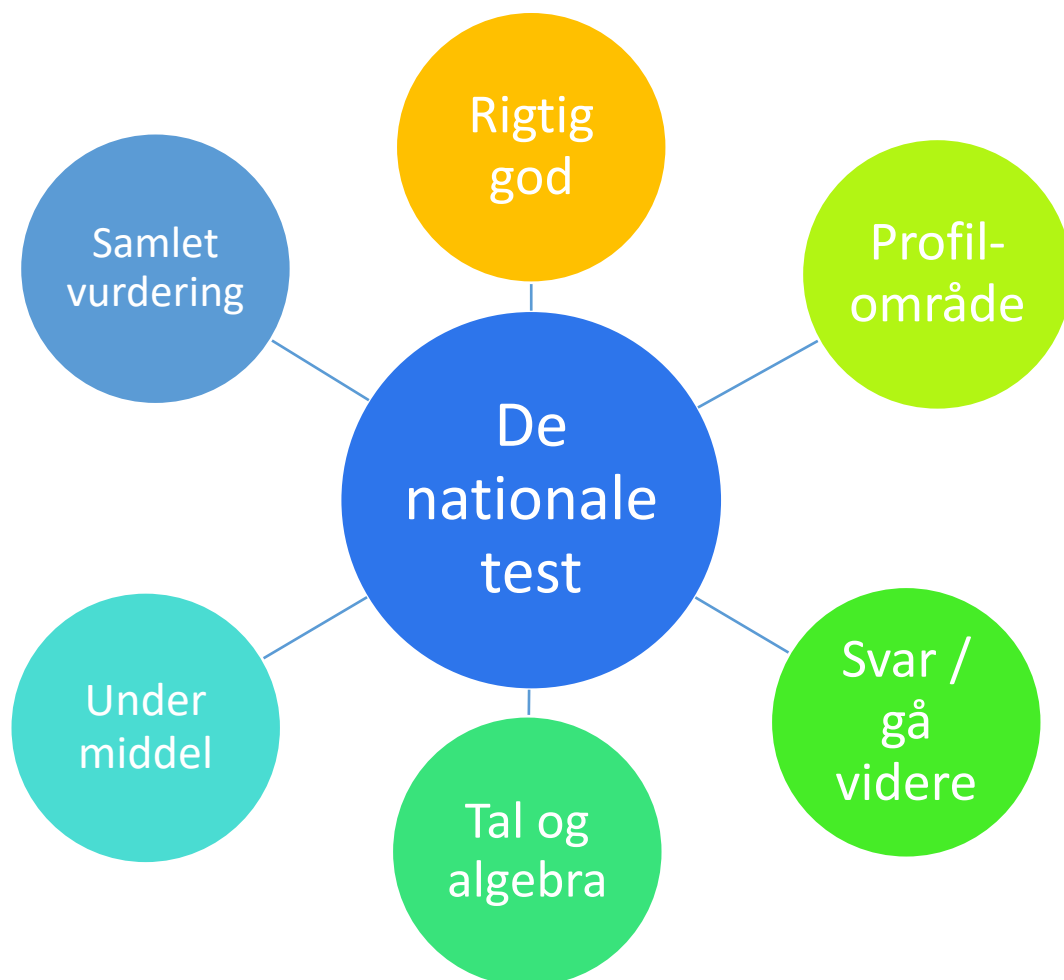 Rigtig
god
Samlet
vurdering
Profil-
område
De
nationale
test
Under
middel
Svar /
gå
videre
Tal og
algebra